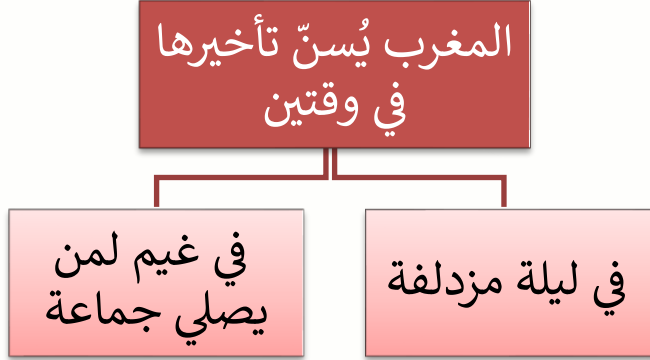 المغرب يُسنّ تأخيرها
في وقتين
في ليلة مزدلفة
في غيم لمن
يصلي جماعة